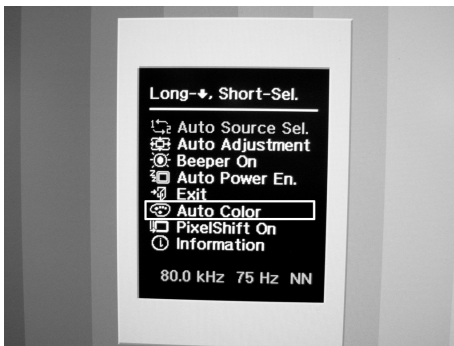 Long-↓, Short-Sel.
Auto Source Sel.
Auto Adjustment
Beeper On
Auto Power En.
Exit
Auto Color
PixelShift On
Information
80.0 kHz 75 Hz NN